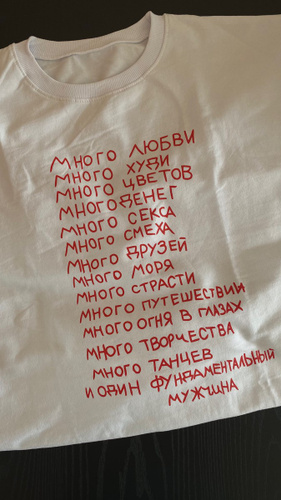 МНОГО ЛЮБВИ
МНОГО ХУДИ
МНОГО ЦВЕТОВ
МНОГО ДЕНЕГ
МНОГО СЕКСА
МНОГО СМЕХА
МНОГО ДРУЗЕЙ
МНОГО МОРЯ
МНОГО СТРАСТИ
МНОГО ПУТЕШЕСТВИЙ
МНОГО ОГНЯ В ГЛАЗАХ
МНОГО ТВОРЧЕСТВА
МНОГО ТАНЦЕВ
И ОДИН ФУНДАМЕНТАЛЬНЫЙ
МУЖЧИНА